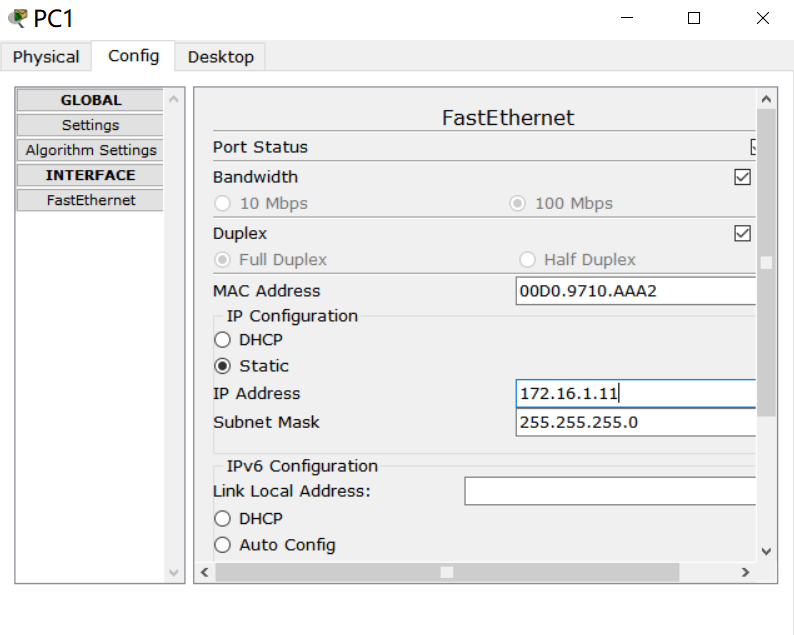 PC1
Physical Config Desktop
GLOBAL
Settings
Algorithm Settings
INTERFACE
FastEthernet
FastEthernet
Port Status
Bandwidth
10 Mbps 100 Mbps
Duplex
Full Duplex Half Duplex
MAC Address 00D0.9710.AAA2
IP Configuration
DHCP
Static
IP Address 172.16.1.11
Subnet Mask 255.255.255.0
IPv6 Configuration
Link Local Address:
DHCP
Auto Config